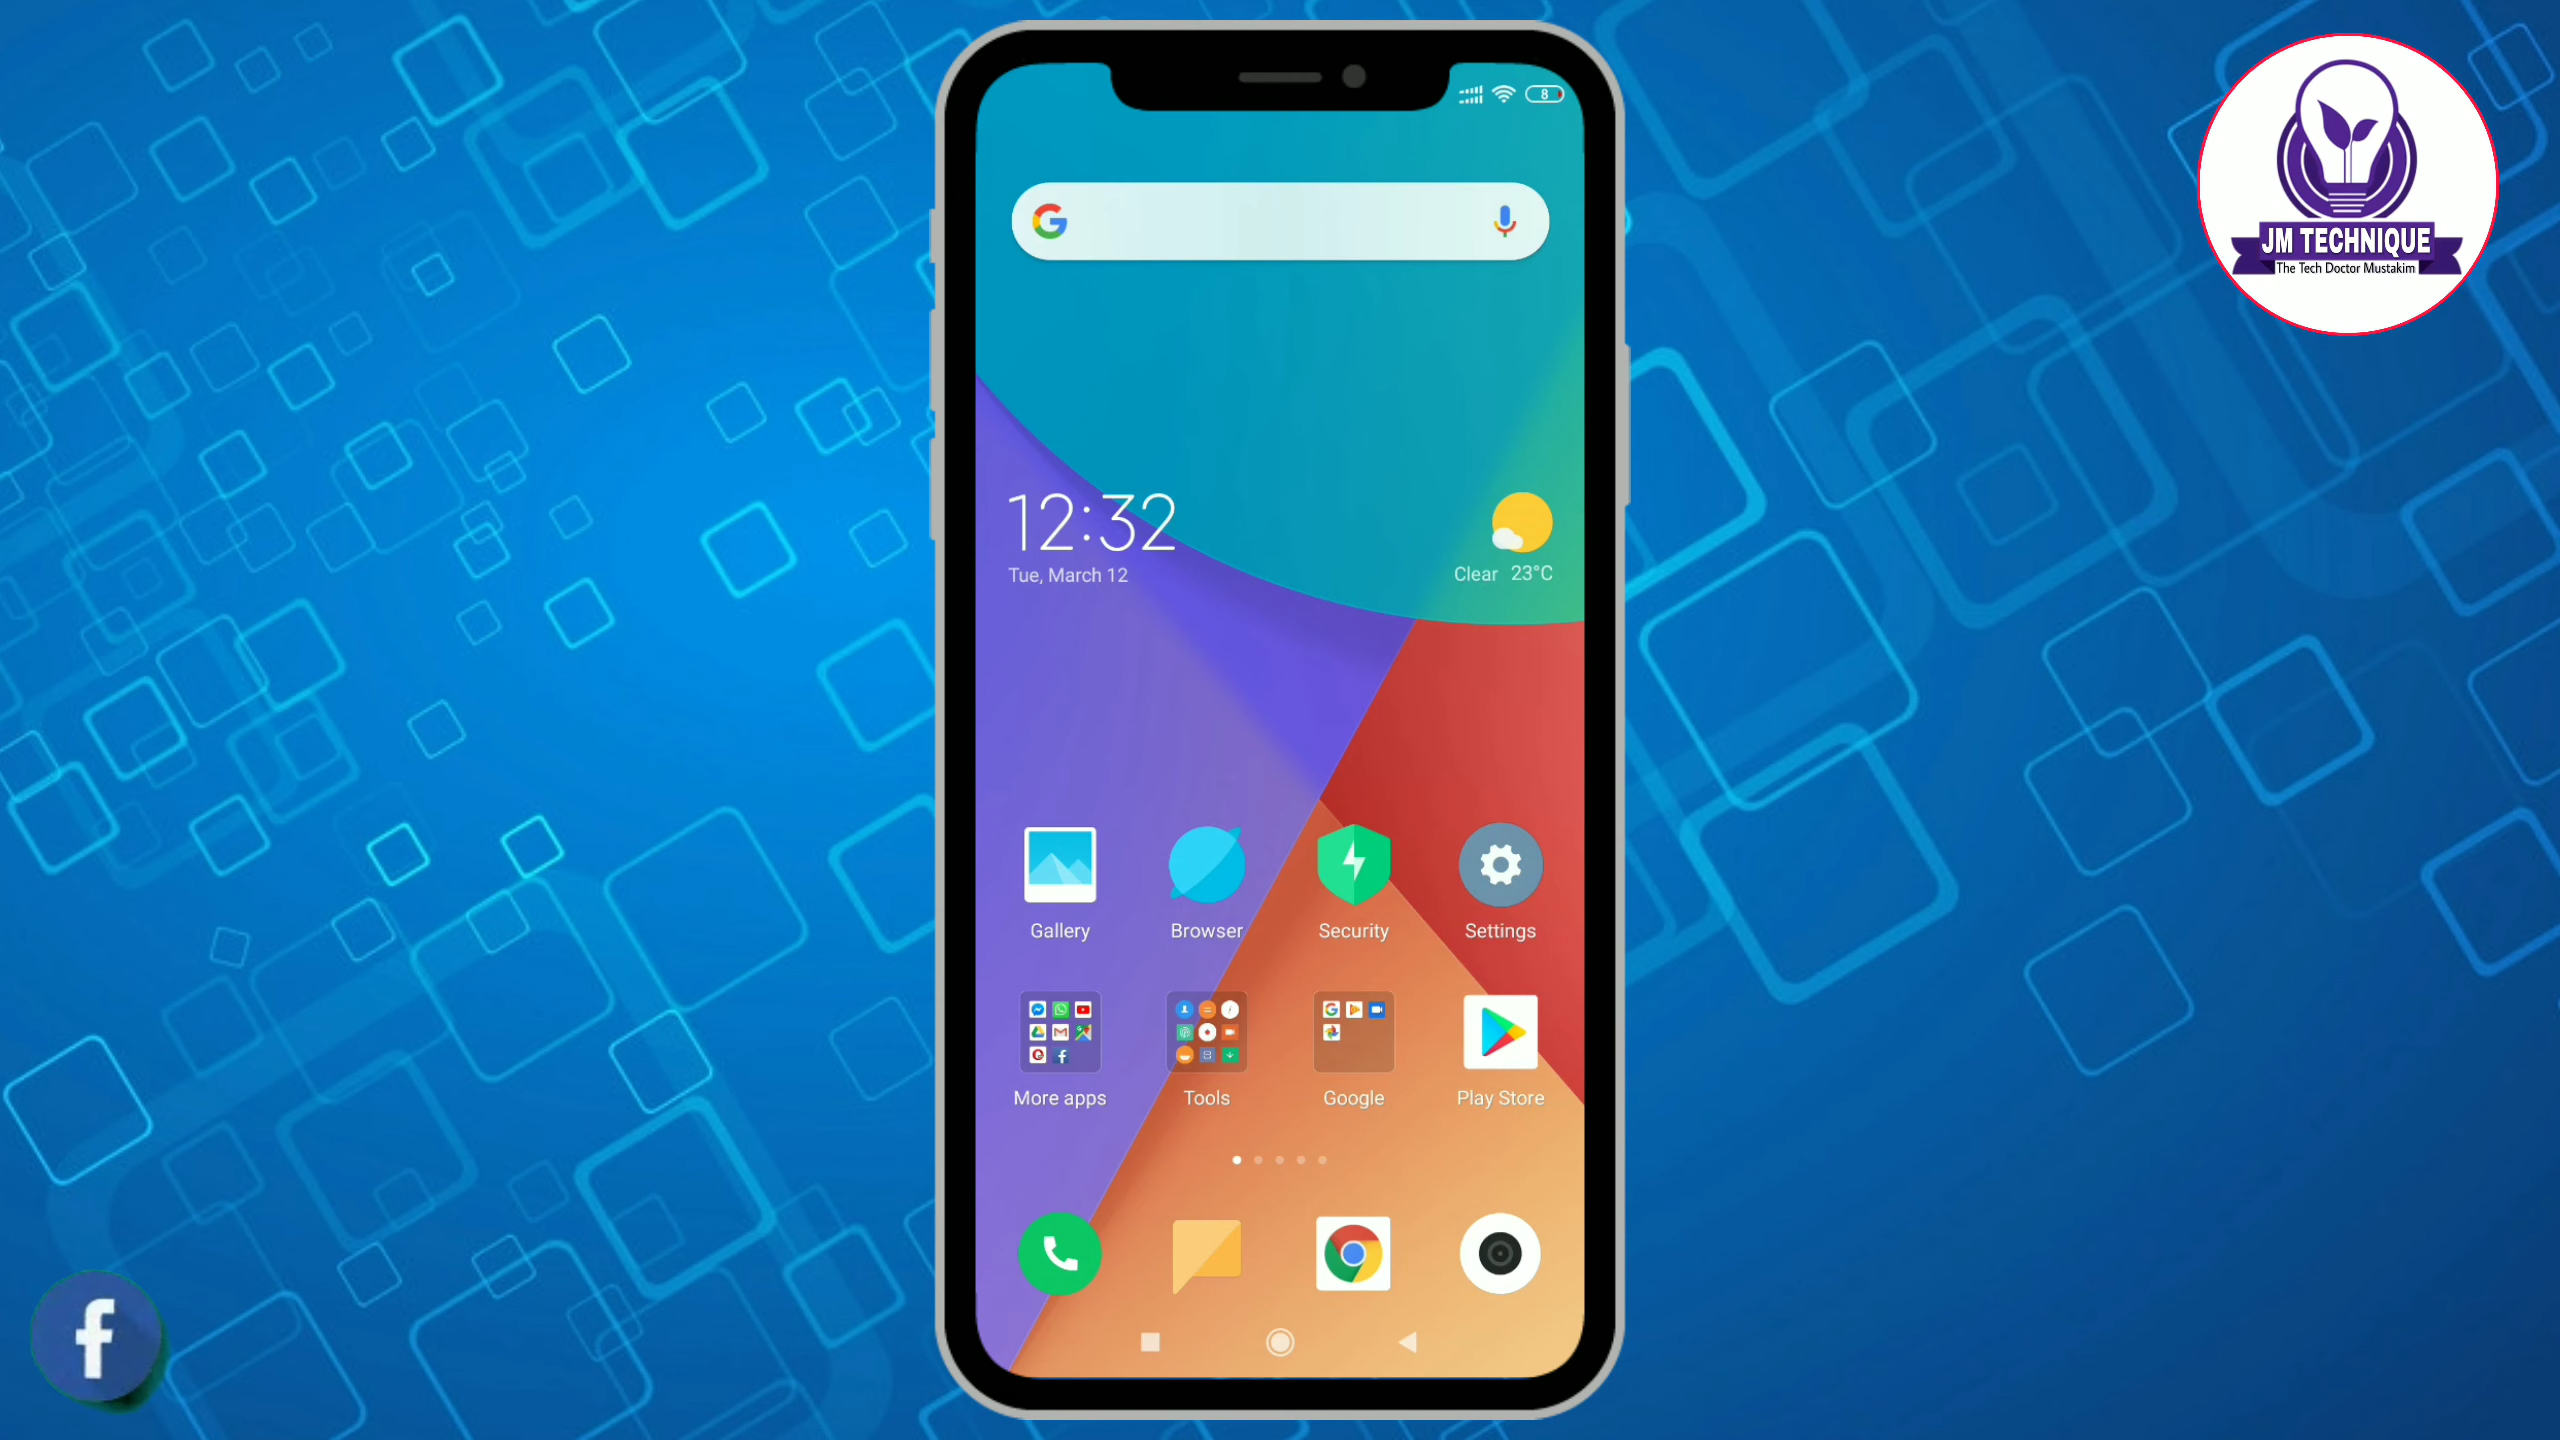 8
JM TECHNIQUE
The Tech Doctor Mustakim
12:32
Tue, March 12
Clear 23°C
Gallery
Browser
Security
Settings
More apps
Tools
Google
Play Store